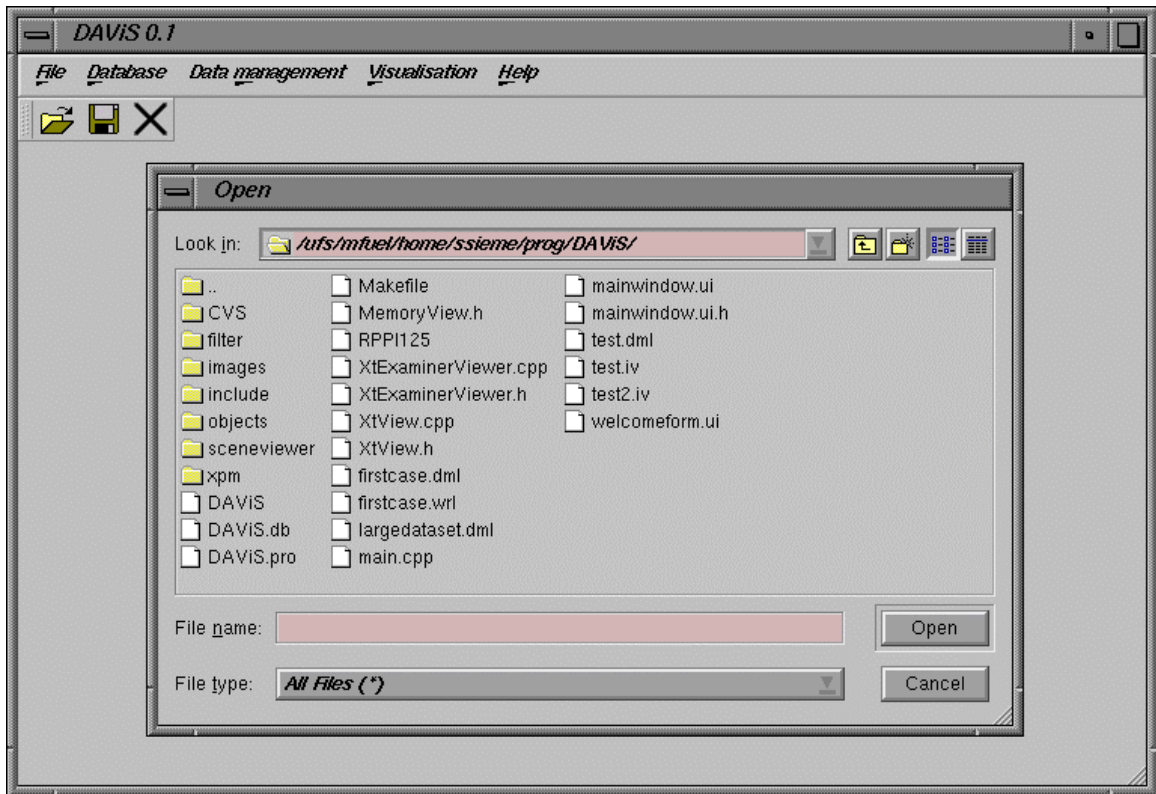 DAViS 0.1
File Database Data management Visualisation Help
Open
Look in: /ufs/mfuel/home/ssieme/prog/DAViS/
.. Makefile mainwindow.ui
CVS MemoryView.h mainwindow.ui.h
filter RPPI125 test.dml
images XtExaminerViewer.cpp test.iv
include XtExaminerViewer.h test2.iv
objects XtView.cpp welcomeform.ui
sceneviewer XtView.h
xpm firstcase.dml
DAViS firstcase.wrl
DAViS.db largedataset.dml
DAViS.pro main.cpp
File name: Open
File type: All Files (*) Cancel